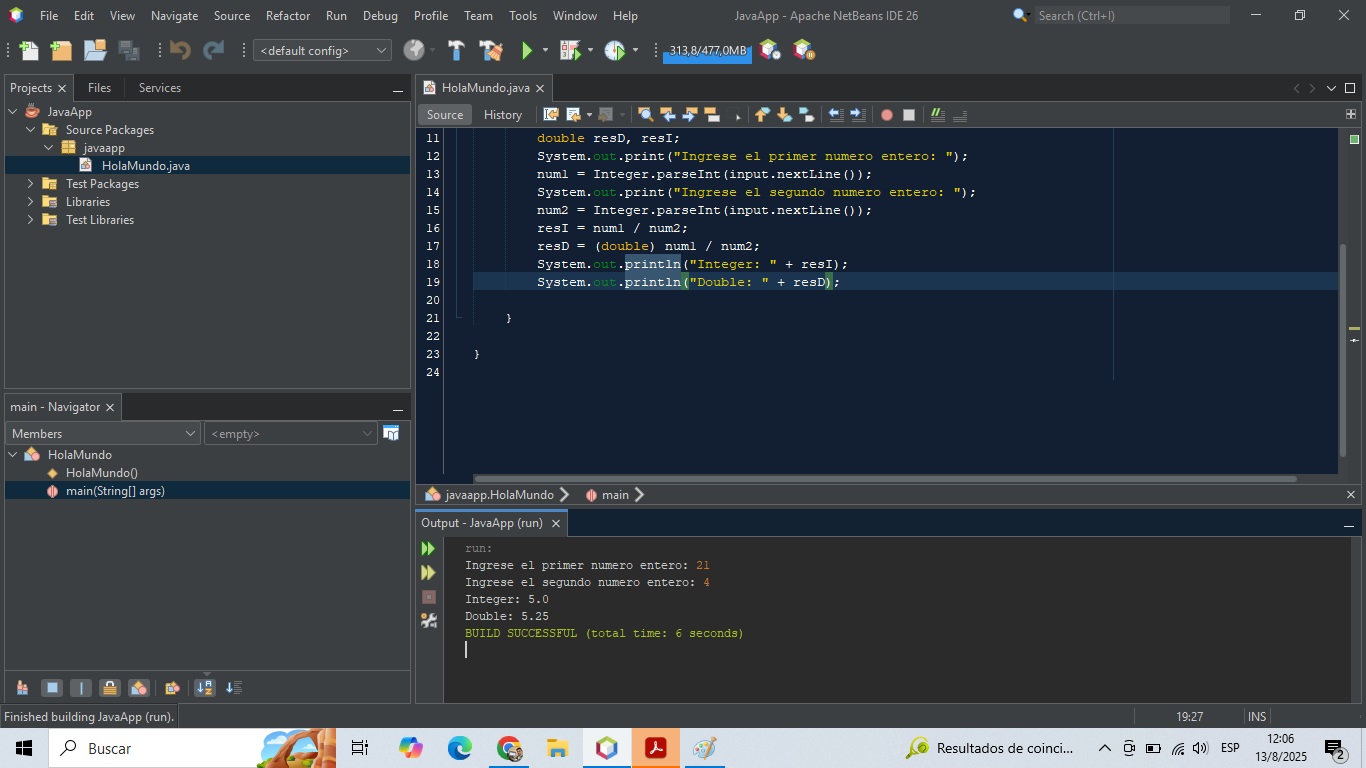 File Edit View Navigate Source Refactor Run Debug Profile Team Tools Window Help JavaApp - Apache NetBeans IDE 26 Search (Ctrl+I)
<default config> 313,8/477,0MB
Projects Files Services
JavaApp
Source Packages
javaapp
HolaMundo.java
Test Packages
Libraries
Test Libraries
main - Navigator
Members <empty>
HolaMundo
HolaMundo()
main(String[] args)
HolaMundo.java
Source History
11 double resD, resI;
12 System.out.print("Ingrese el primer numero entero: ");
13 num1 = Integer.parseInt(input.nextLine());
14 System.out.print("Ingrese el segundo numero entero: ");
15 num2 = Integer.parseInt(input.nextLine());
16 resI = num1 / num2;
17 resD = (double) num1 / num2;
18 System.out.println("Integer: " + resI);
19 System.out.println("Double: " + resD);
20
21 }
22
23 }
24
javaapp.HolaMundo main
Output - JavaApp (run)
run:
Ingrese el primer numero entero: 21
Ingrese el segundo numero entero: 4
Integer: 5.0
Double: 5.25
BUILD SUCCESSFUL (total time: 6 seconds)
Finished building JavaApp (run). 19:27 INS
Buscar Resultados de coinci... ESP 12:06
13/8/2025 2